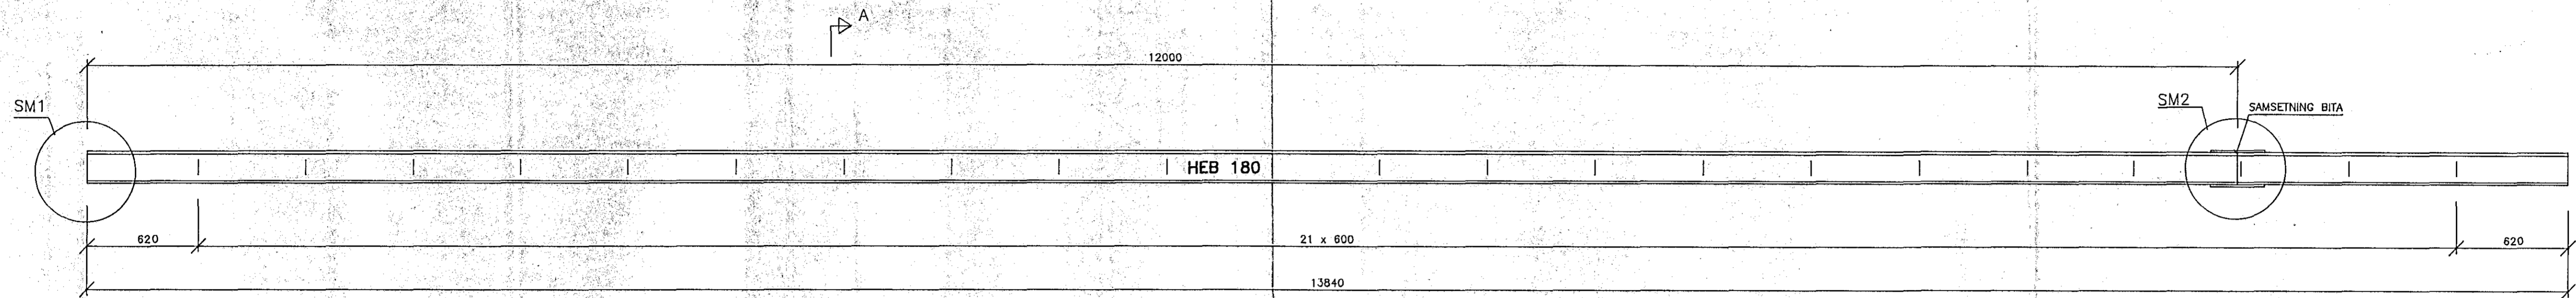 A
12000
SM1
SM2
SAMSETNING BITA
HEB 180
620
21 x 600
620
13840